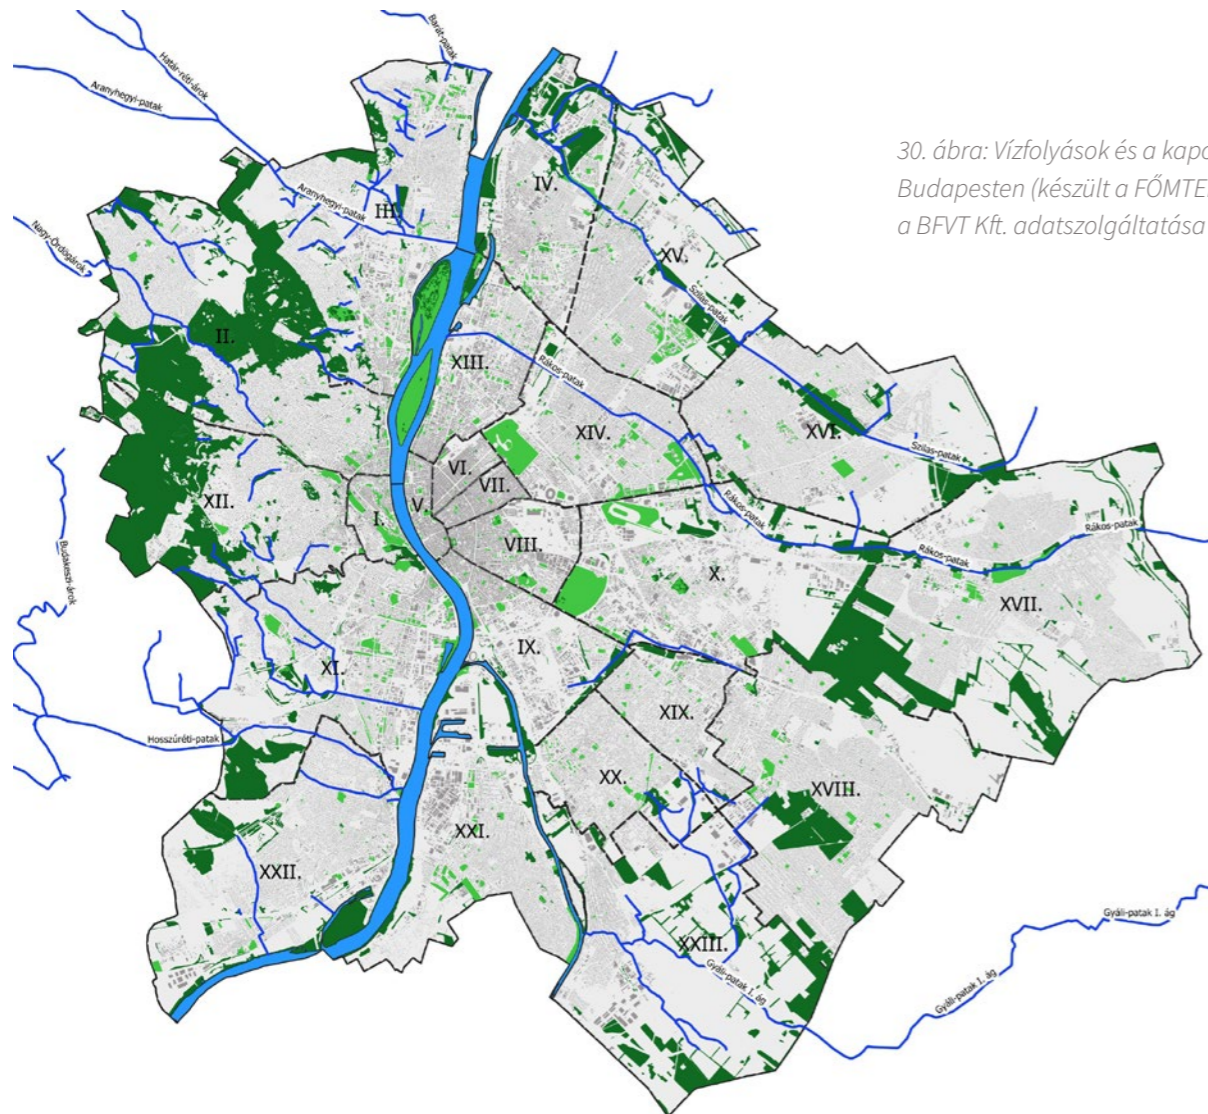 Barát-patak
Határ-réti-árok
Aranyhegyi-patak
30. ábra: Vízfolyások és a kapo
Budapesten (készült a FŐMTE
a BFVT Kft. adatszolgáltatása
IV.
Aranyhegyi-patak
III.
Nagy-Ördögárok
XV.
Szilas-patak
II.
XIII.
Rákos-patak
XIV.
XVI.
Szilas-patak
VI.
VII.
XII.
I.
V.
Rákos-patak
Rákos-patak
VIII.
Rákos-patak
Budakeszi-árok
X.
XVII.
IX.
XI.
XIX.
Hosszúréti-patak
XX.
XVIII.
XXI.
XXII.
Gyáli-patak I. ág
XXIII.
Gyáli-patak I. ág
Gyáli-patak I. ág